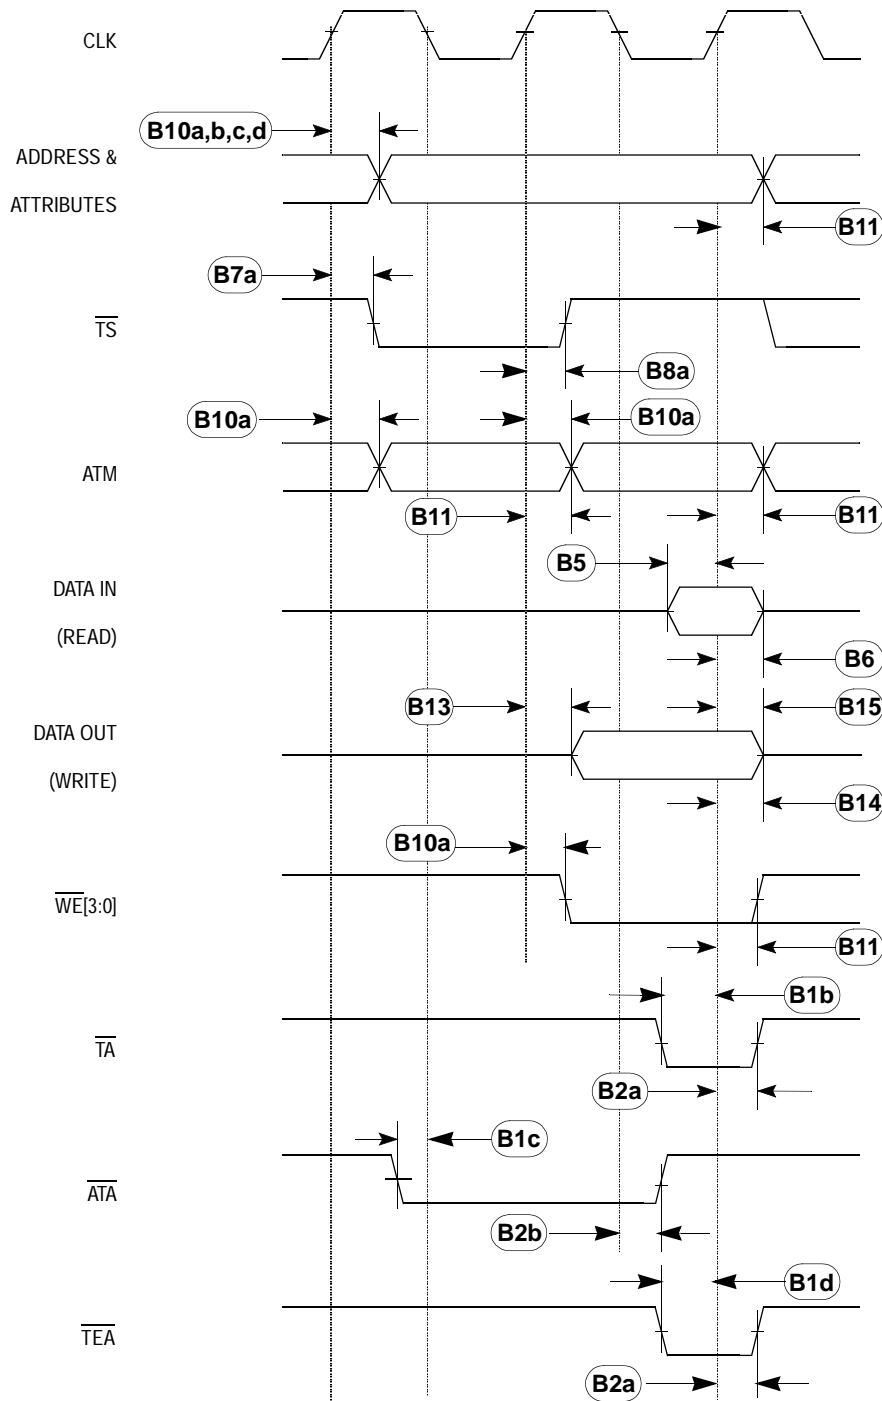 CLK
B10a,b,c,d
ADDRESS &
ATTRIBUTES
B11
B7a
TS
B8a
B10a
B10a
ATM
B11
B11
B5
DATA IN
(READ)
B6
B13
B15
DATA OUT
(WRITE)
B14
B10a
WE[3:0]
B11
B1b
TA
B2a
B1c
ATA
B2b
B1d
TEA
B2a